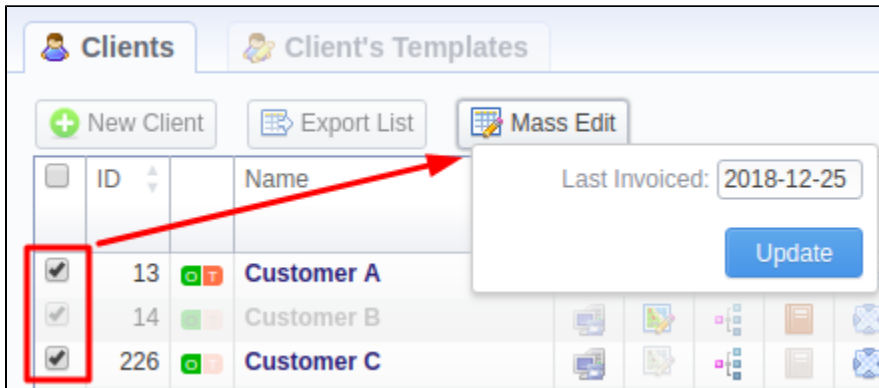 Clients Client's Templates
New Client Export List Mass Edit
ID Name Last Invoiced: 2018-12-25
Update
13 O T Customer A
14 Customer B
226 O Customer C